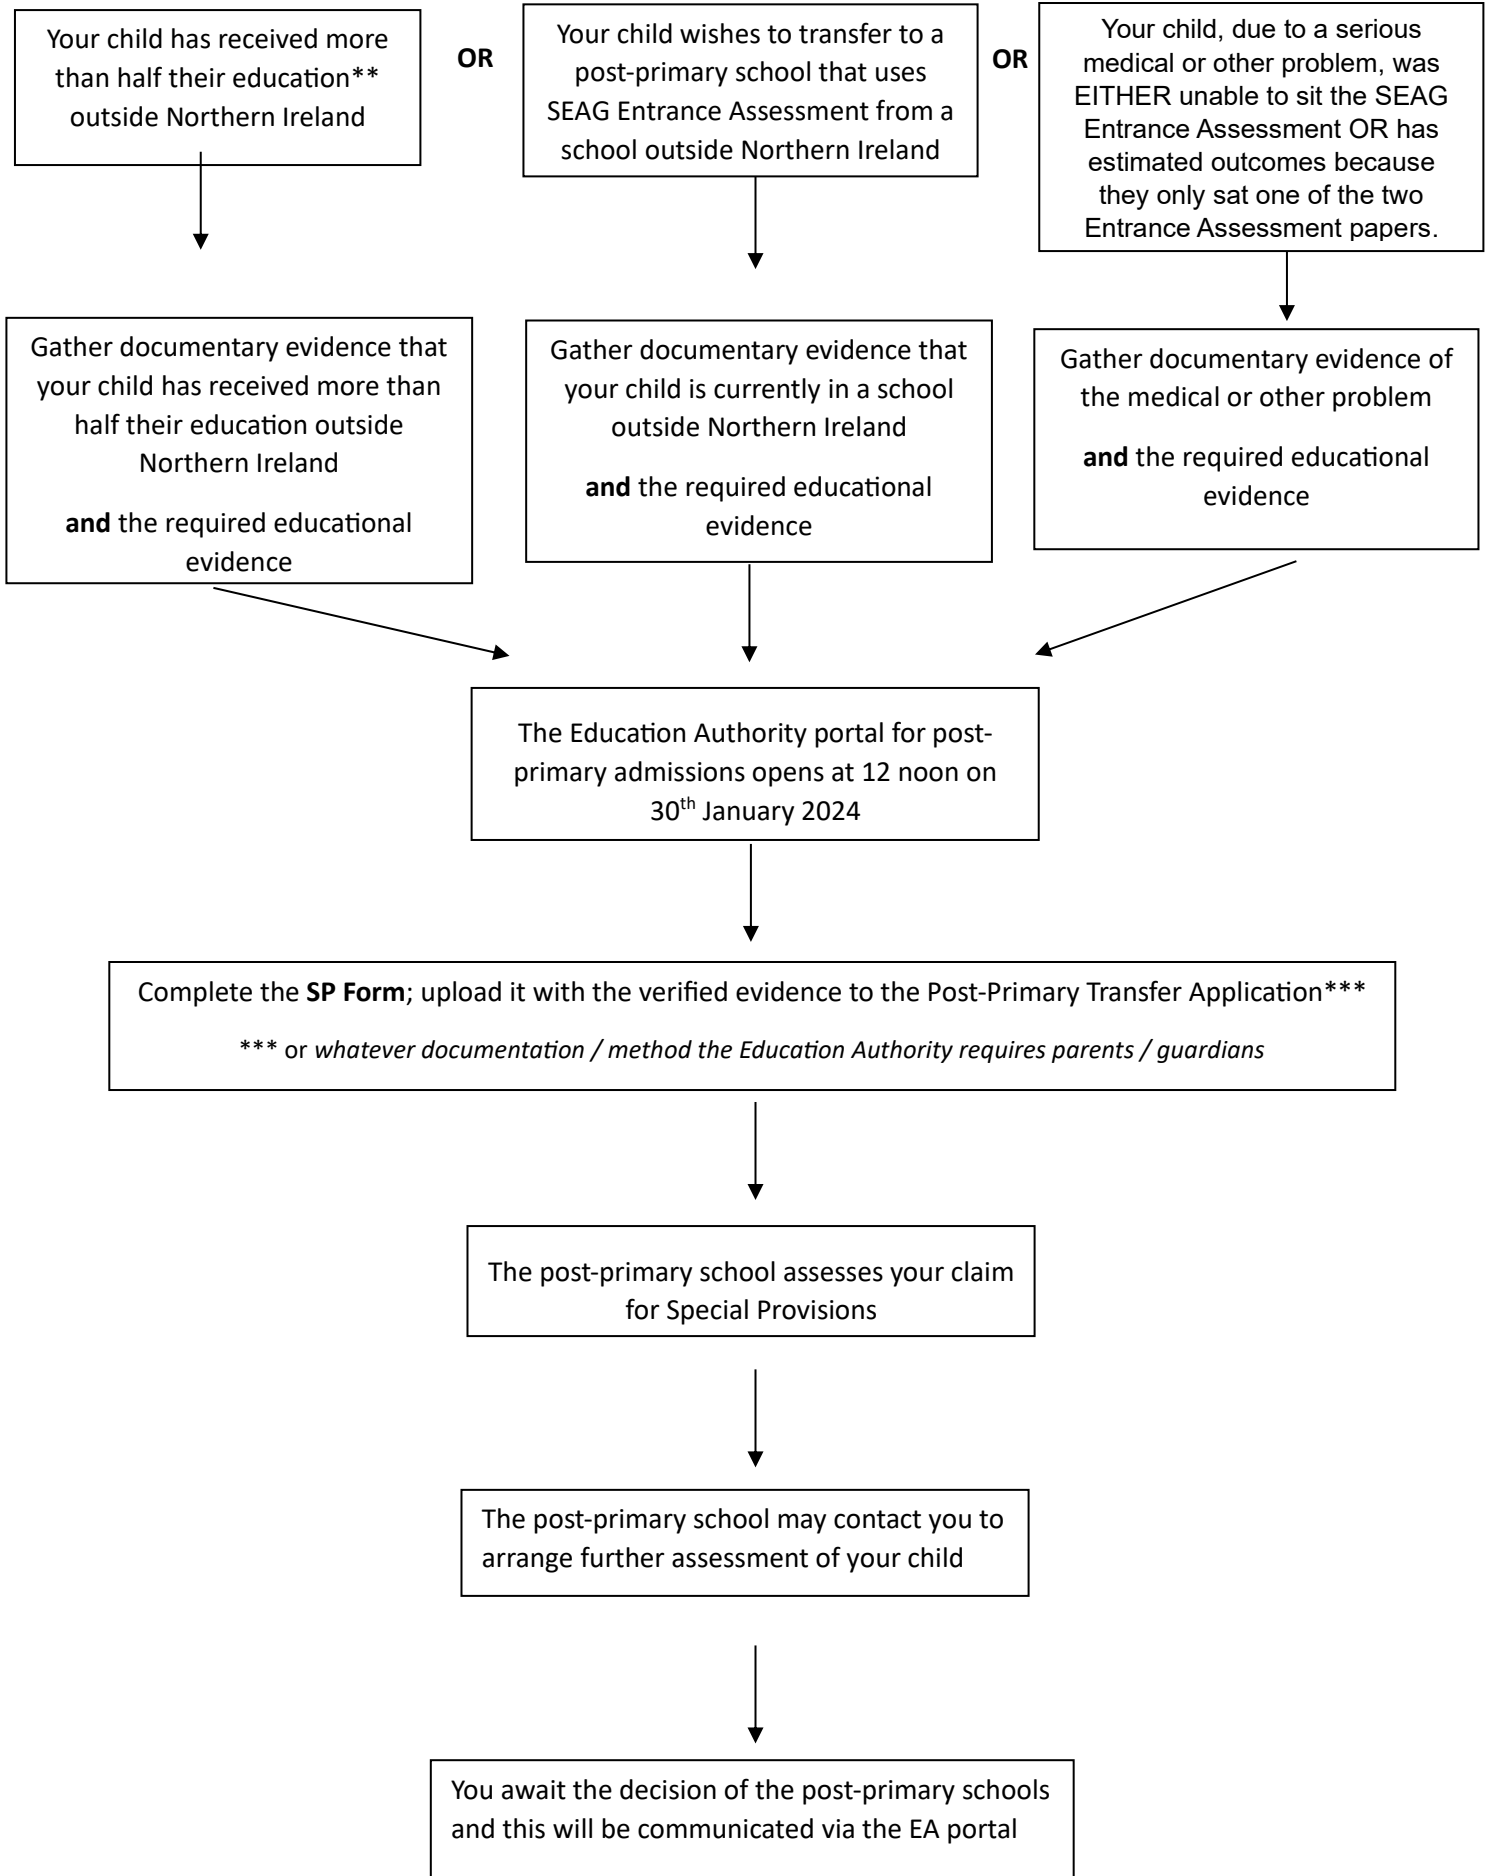 Your child has received more
than half their education**
outside Northern Ireland
OR
Your child wishes to transfer to a
post-primary school that uses
SEAG Entrance Assessment from a
school outside Northern Ireland
OR
Your child, due to a serious
medical or other problem, was
EITHER unable to sit the SEAG
Entrance Assessment OR has
estimated outcomes because
they only sat one of the two
Entrance Assessment papers.
Gather documentary evidence that
your child has received more than
half their education outside
Northern Ireland
and the required educational
evidence
Gather documentary evidence that
your child is currently in a school
outside Northern Ireland
and the required educational
evidence
Gather documentary evidence of
the medical or other problem
and the required educational
evidence
The Education Authority portal for post-
primary admissions opens at 12 noon on
30th January 2024
Complete the SP Form; upload it with the verified evidence to the Post-Primary Transfer Application***
*** or whatever documentation / method the Education Authority requires parents / guardians
The post-primary school assesses your claim
for Special Provisions
The post-primary school may contact you to
arrange further assessment of your child
You await the decision of the post-primary schools
and this will be communicated via the EA portal